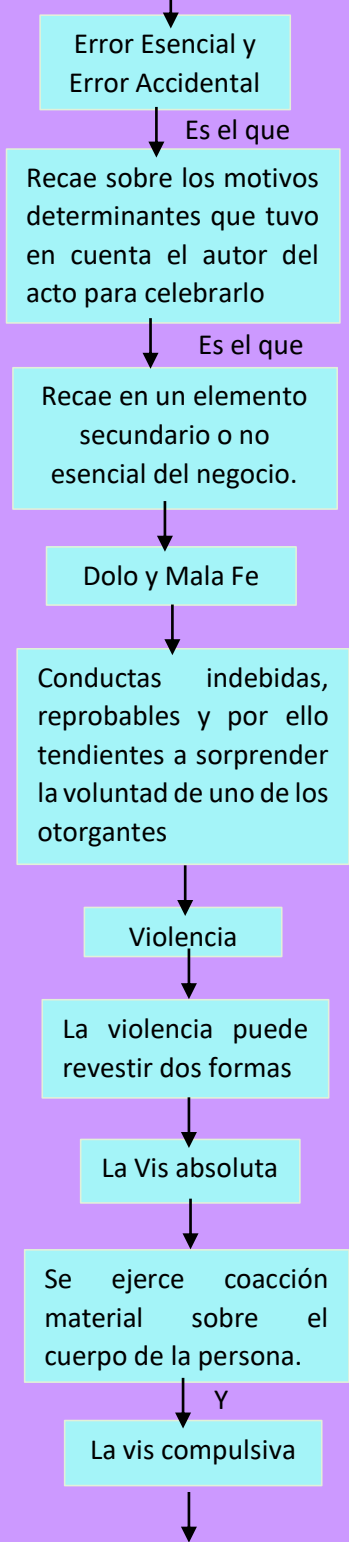 Error Esencial y
Error Accidental
Es el que
Recae sobre los motivos
determinantes que tuvo
en cuenta el autor del
acto para celebrarlo
Es el que
Recae en un elemento
secundario o no
esencial del negocio.
Dolo y Mala Fe
Conductas indebidas,
reprobables y por ello
tendientes a sorprender
la voluntad de uno de los
otorgantes
Violencia
La violencia puede
revestir dos formas
La Vis absoluta
Se ejerce coacción
material sobre el
cuerpo de la persona.
Y
La vis compulsiva